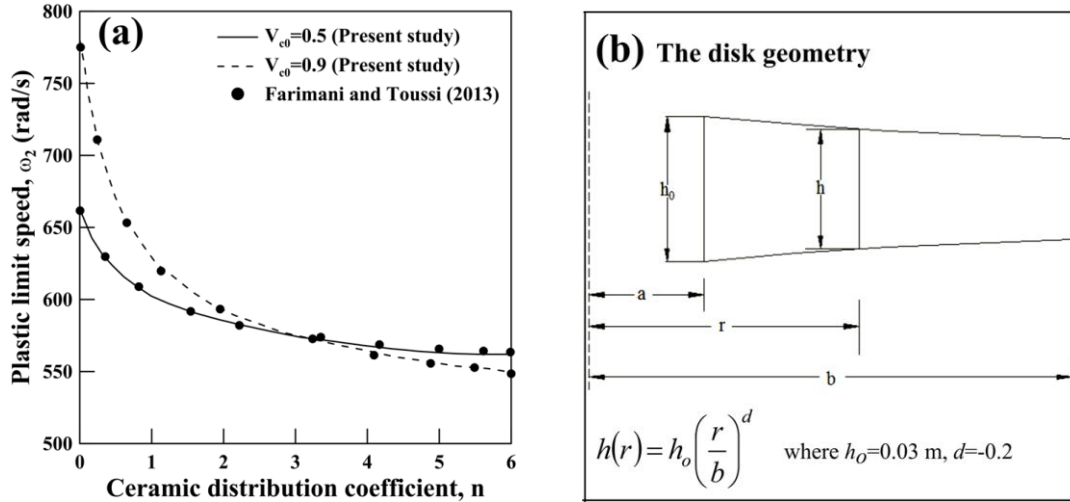 (a)
V_c0=0.5 (Present study)
V_c0=0.9 (Present study)
Farimani and Toussi (2013)
Plastic limit speed, ω_2 (rad/s)
800
750
700
650
600
550
500
0 1 2 3 4 5 6
Ceramic distribution coefficient, n
(b) The disk geometry
h_0
h
a
r
b
h(r)=h_o(r/b)^d where h_o=0.03 m, d=-0.2